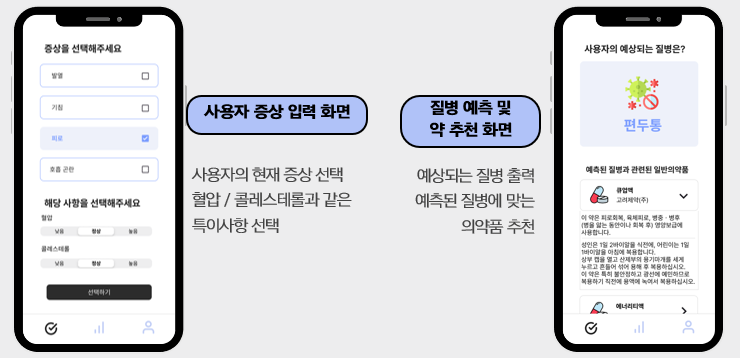 증상을 선택해주세요
발열
기침
피로
호흡 곤란
해당 사항을 선택해주세요
혈압
낮음 정상 높음
콜레스테롤
낮음 정상 높음
선택하기
사용자 증상 입력 화면
사용자의 현재 증상 선택
혈압 / 콜레스테롤과 같은
특이사항 선택
질병 예측 및
약 추천 화면
예상되는 질병 출력
예측된 질병에 맞는
의약품 추천
사용자의 예상되는 질병은?
편두통
예측된 질병과 관련된 일반의약품
큐업액
고려제약(주)
이 약은 피로회복, 육체피로, 병중 · 병후
(병을 앓는 동안이나 회복 후) 영양보급에
사용합니다.
성인은 1일 2바이알을 식전에, 어린이는 1일
1바이알을 아침에 복용합니다.
상부 캡을 열고 산제부의 용기마개를 세게
누르고 흔들어 섞어 용해 후 복용하십시오.
이 약은 특히 불안정하고 광선에 예민하므로
복용하기 직전에 용액에 녹여서 복용하십시오.
에너리티액